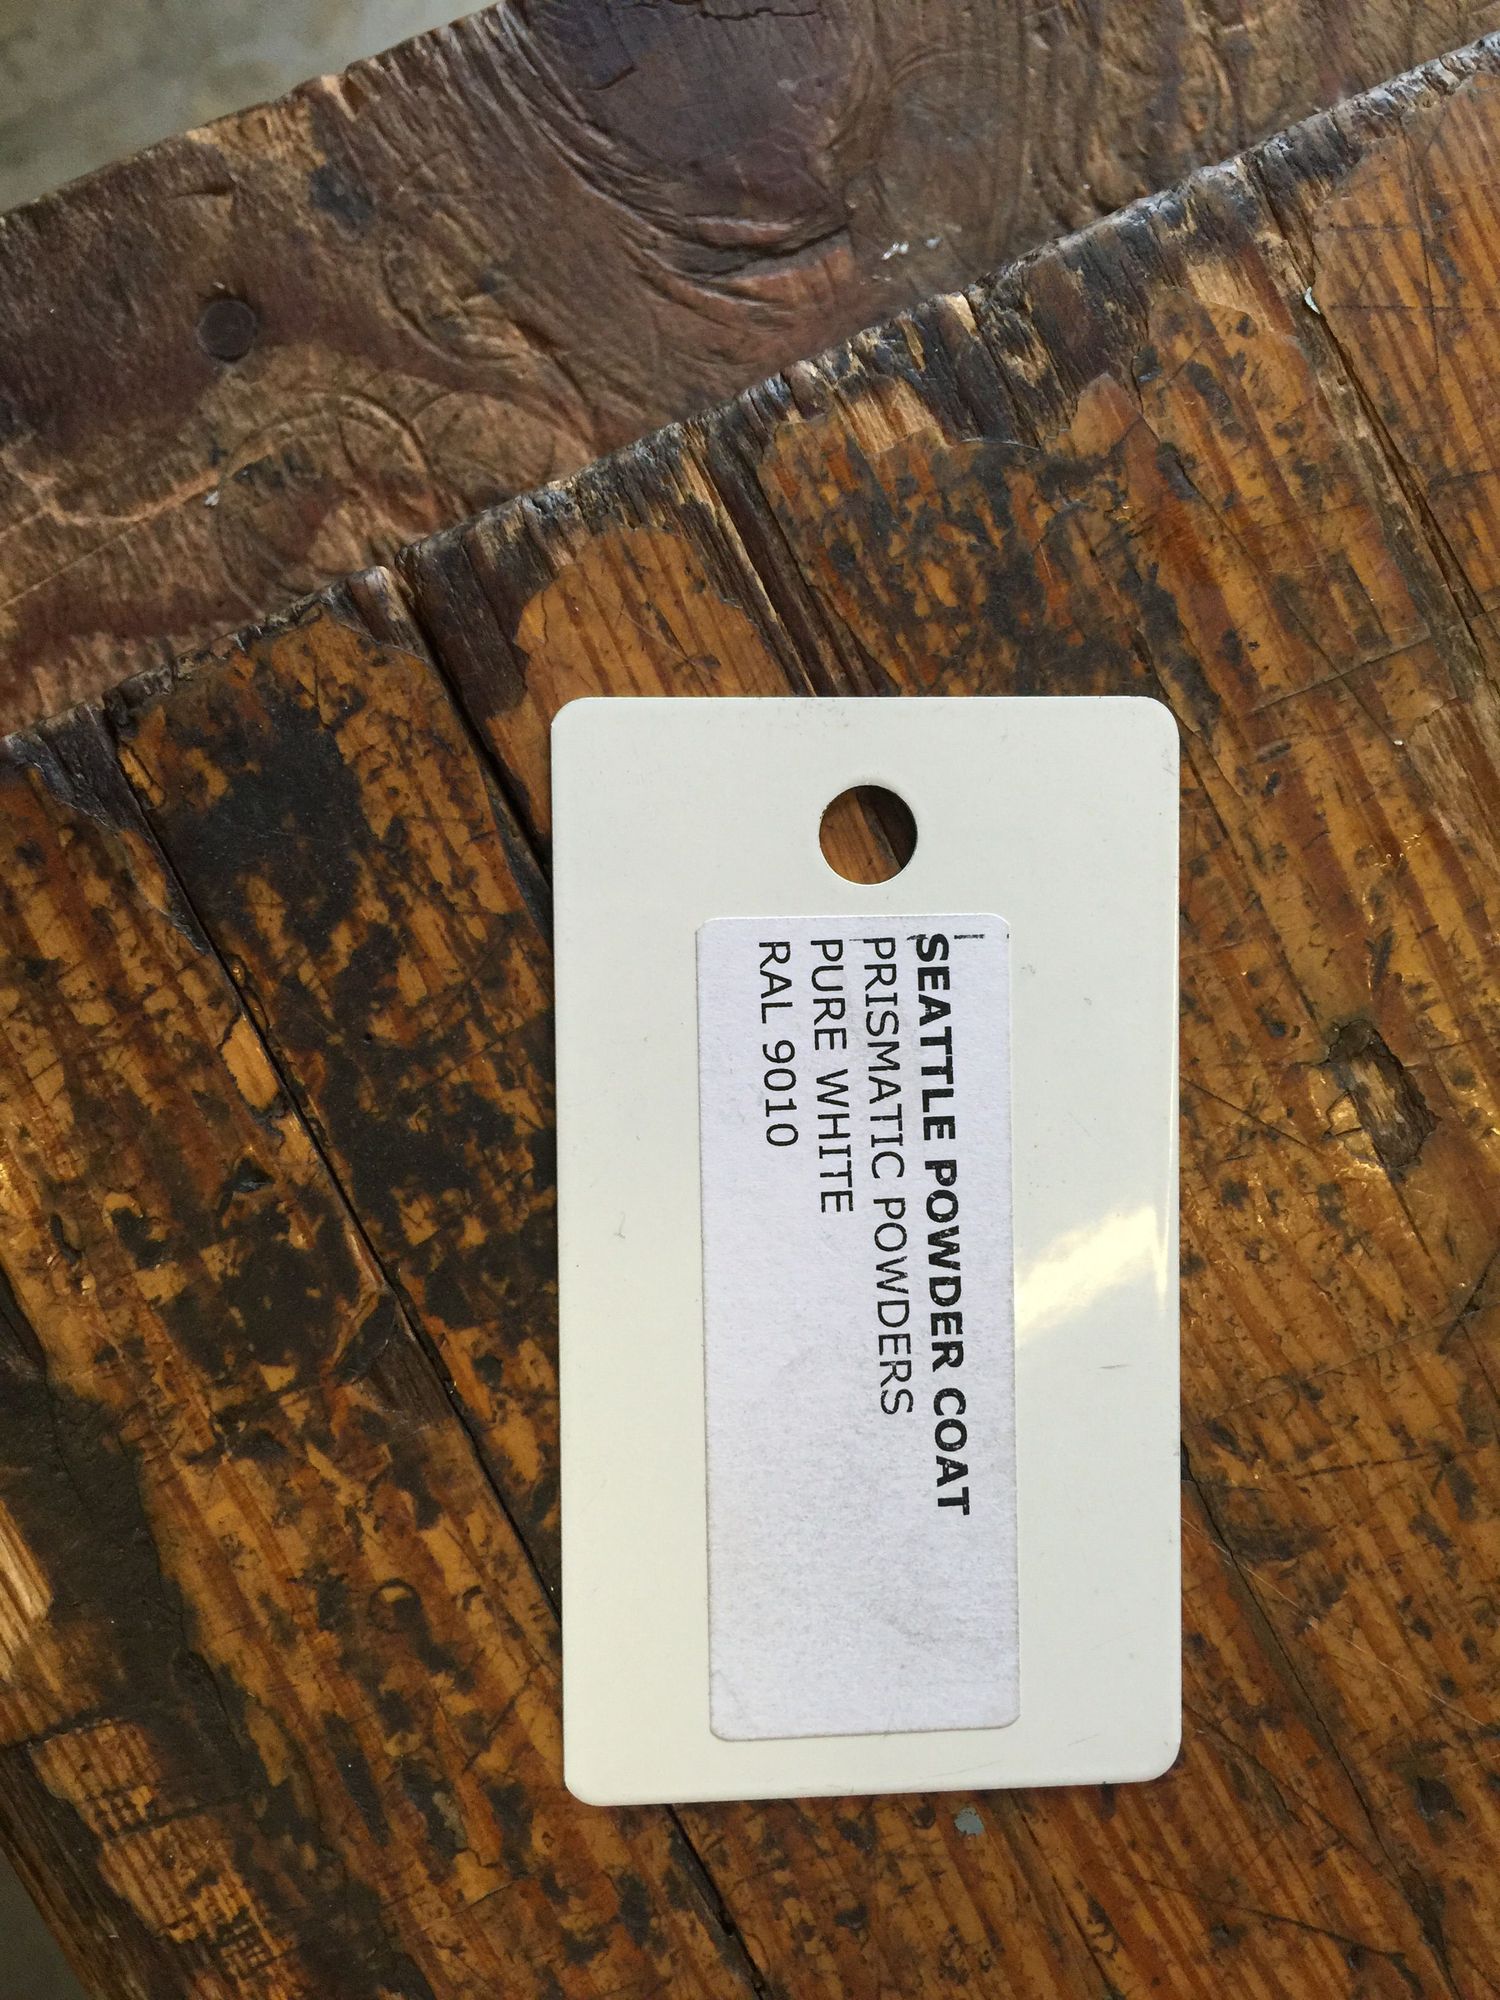 SEATTLE POWDER COAT
PRISMATIC POWDERS
PURE WHITE
RAL 9010